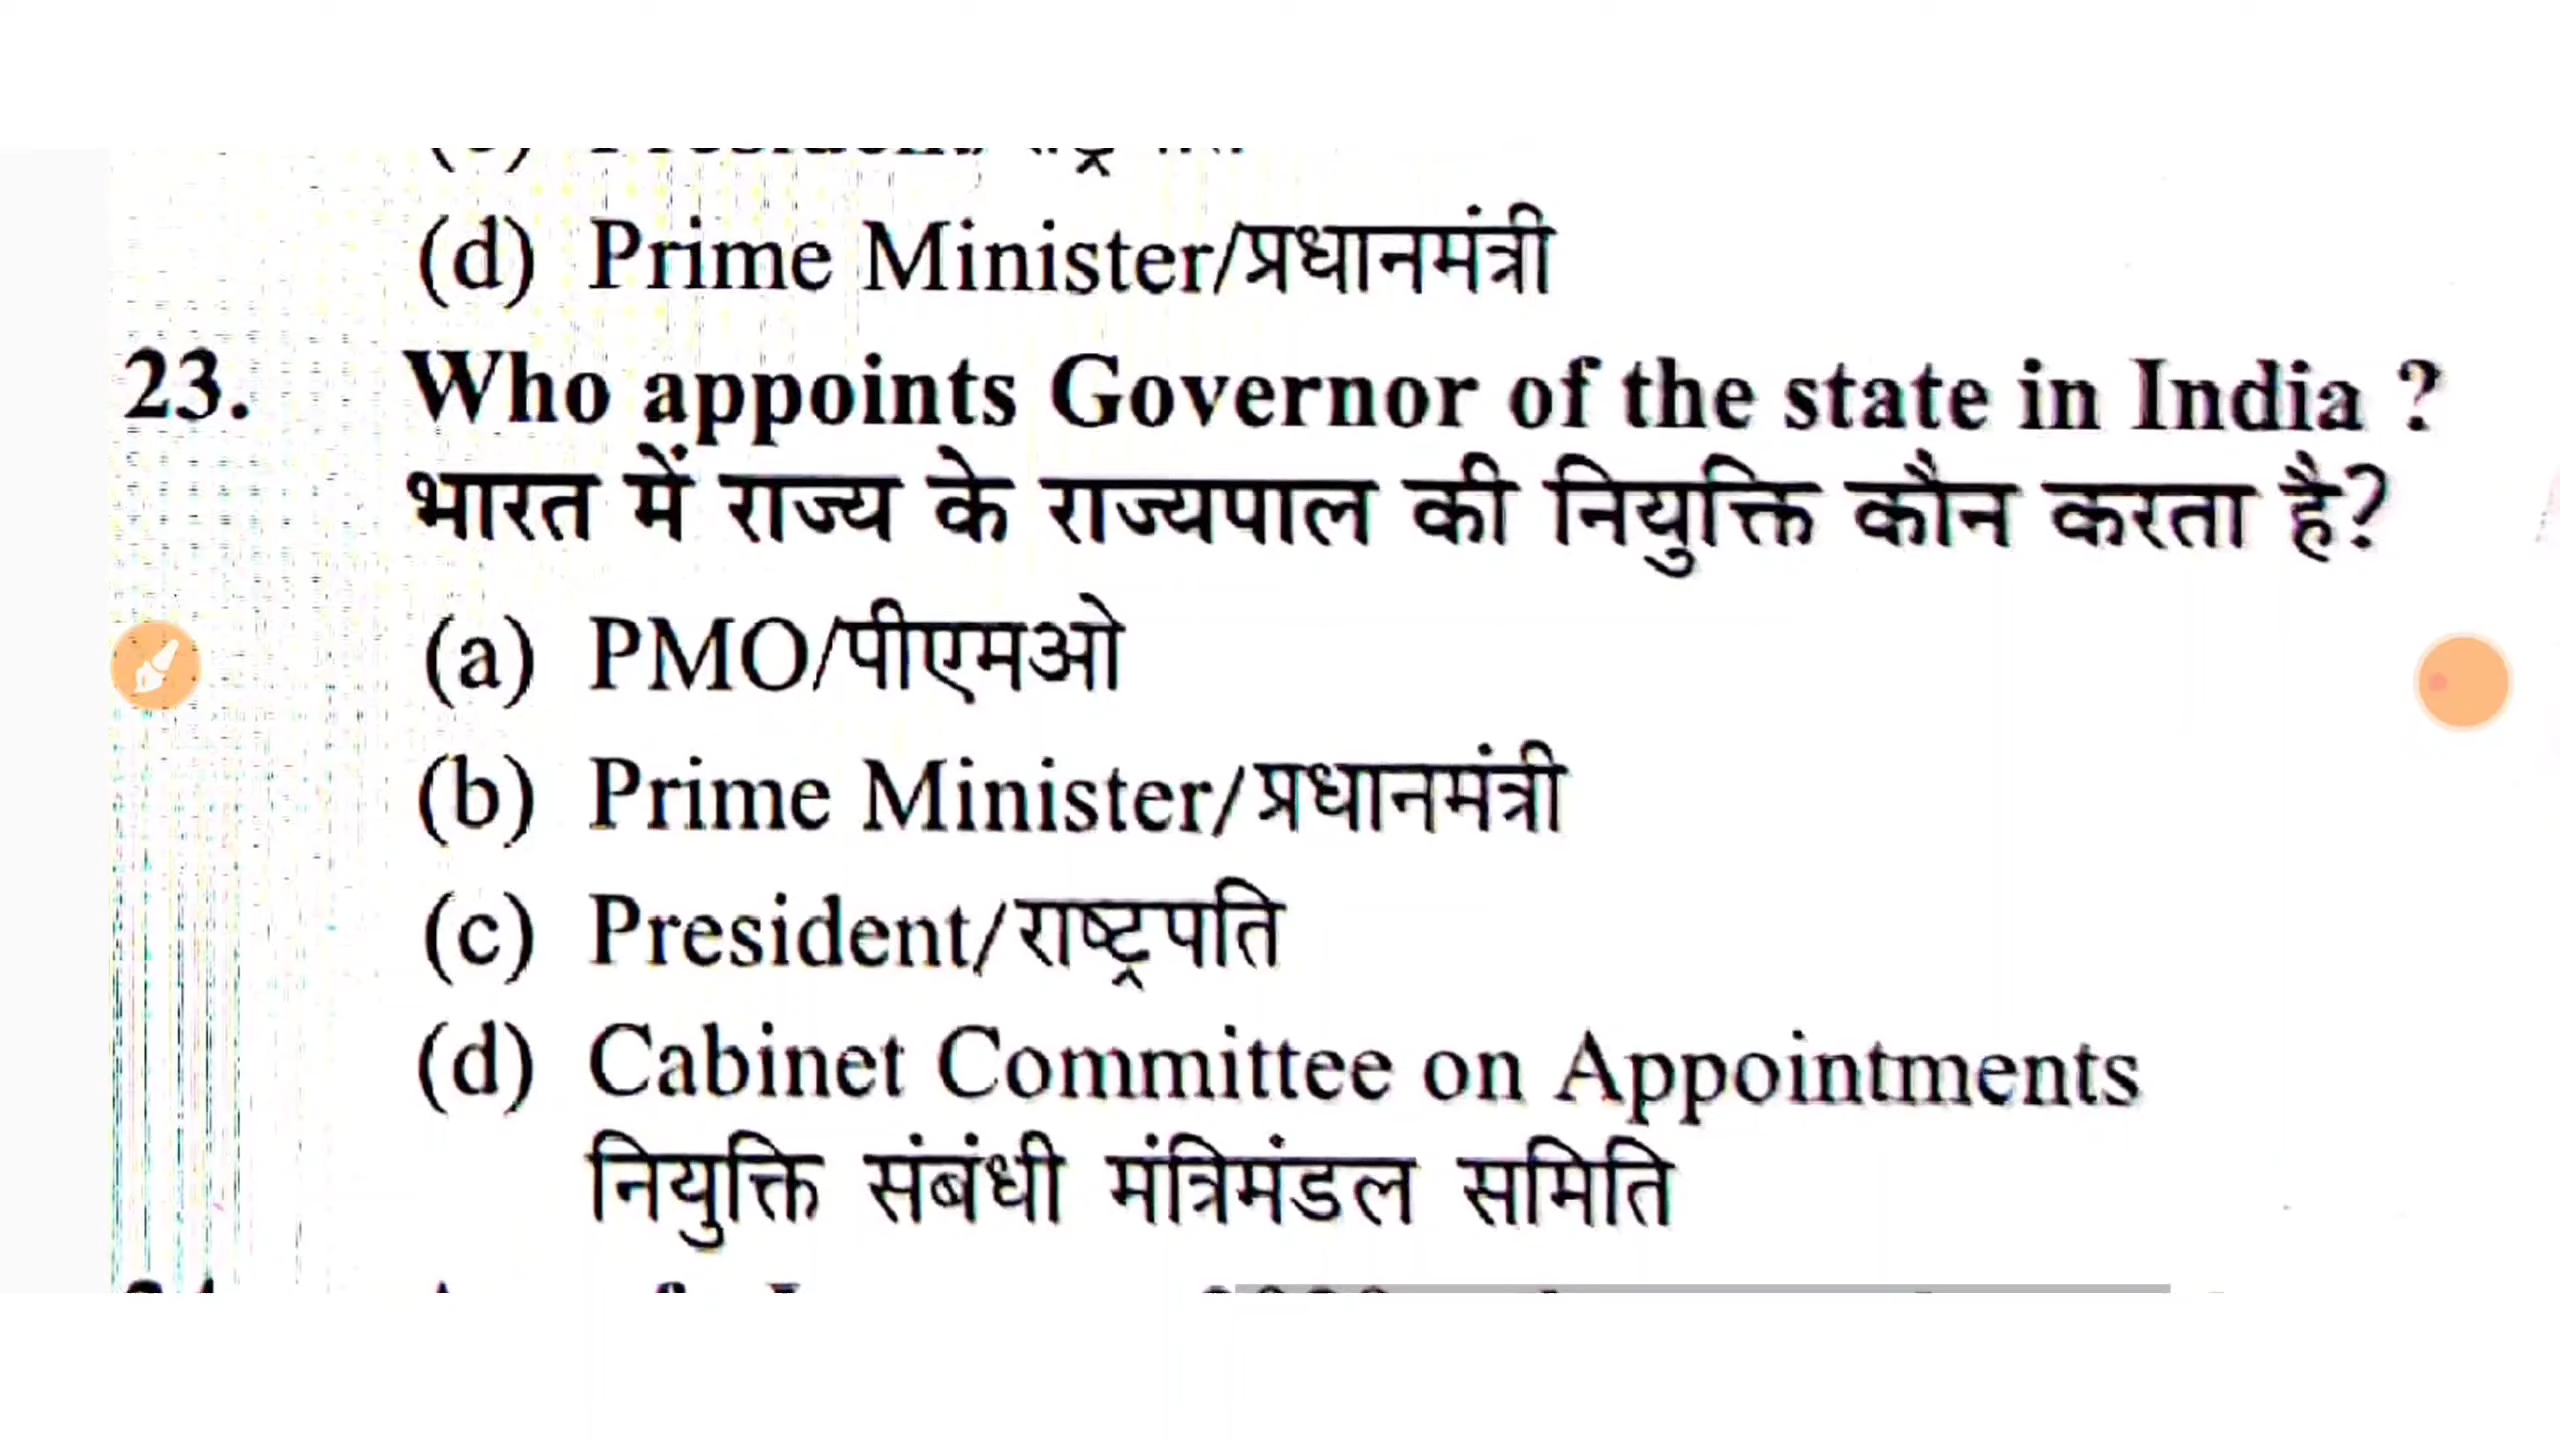 (d) Prime Minister/प्रधानमंत्री
23. Who appoints Governor of the state in India ?
भारत में राज्य के राज्यपाल की नियुक्ति कौन करता है?
(a) PMO/पीएमओ
(b) Prime Minister/प्रधानमंत्री
(c) President/राष्ट्रपति
(d) Cabinet Committee on Appointments
नियुक्ति संबंधी मंत्रिमंडल समिति